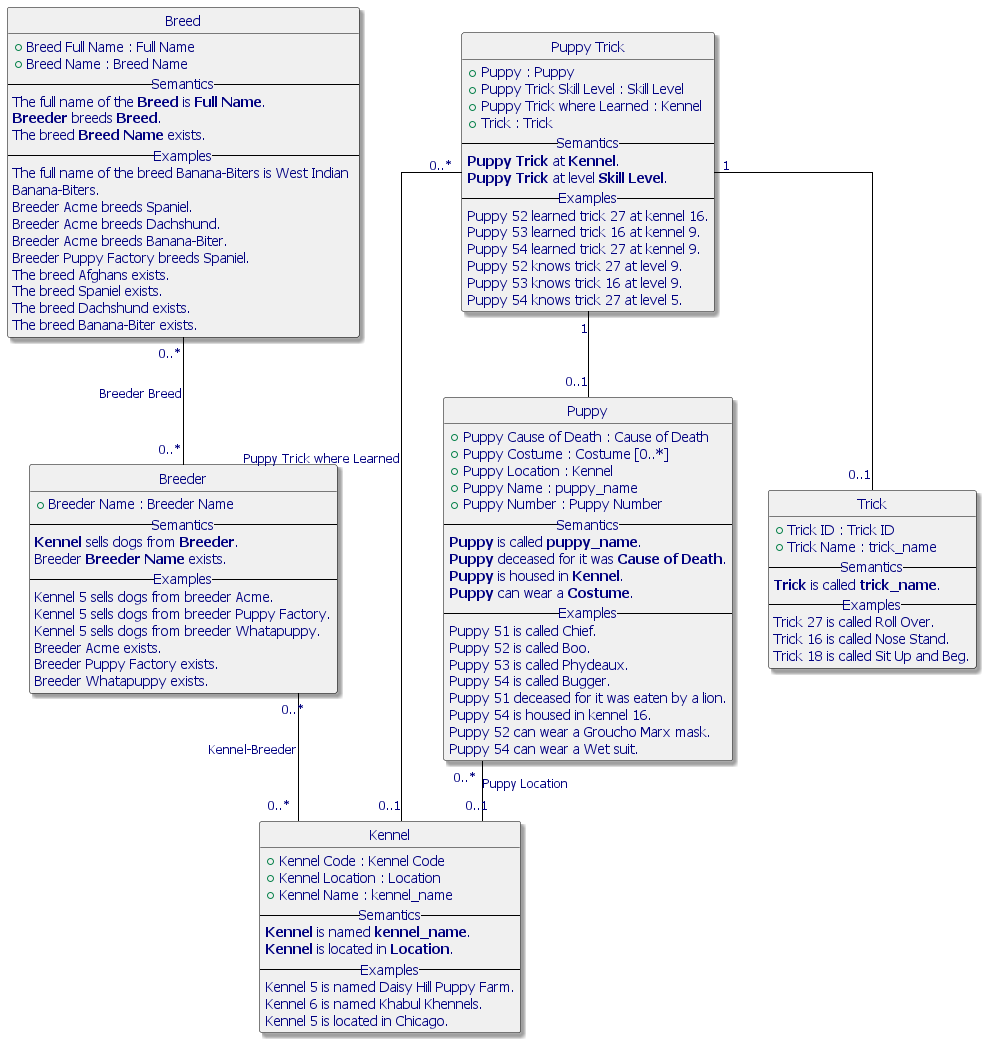 Breed
Breed Full Name : Full Name
Breed Name : Breed Name
Semantics
The full name of the Breed is Full Name.
Breeder breeds Breed.
The breed Breed Name exists.
Examples
The full name of the breed Banana-Biters is West Indian
Banana-Biters.
Breeder Acme breeds Spaniel.
Breeder Acme breeds Dachshund.
Breeder Acme breeds Banana-Biter.
Breeder Puppy Factory breeds Spaniel.
The breed Afghans exists.
The breed Spaniel exists.
The breed Dachshund exists.
The breed Banana-Biter exists.
Puppy Trick
Puppy : Puppy
Puppy Trick Skill Level : Skill Level
Puppy Trick where Learned : Kennel
Trick : Trick
Semantics
Puppy Trick at Kennel.
Puppy Trick at level Skill Level.
Examples
Puppy 52 learned trick 27 at kennel 16.
Puppy 53 learned trick 16 at kennel 9.
Puppy 54 learned trick 27 at kennel 9.
Puppy 52 knows trick 27 at level 9.
Puppy 53 knows trick 16 at level 9.
Puppy 54 knows trick 27 at level 5.
0..*
1
0..*
Breeder Breed
0..*
1
0..1
Puppy Trick where Learned
0..1
Breeder
Breeder Name : Breeder Name
Semantics
Kennel sells dogs from Breeder.
Breeder Breeder Name exists.
Examples
Kennel 5 sells dogs from breeder Acme.
Kennel 5 sells dogs from breeder Puppy Factory.
Kennel 5 sells dogs from breeder Whatapuppy.
Breeder Acme exists.
Breeder Puppy Factory exists.
Breeder Whatapuppy exists.
Puppy
Puppy Cause of Death : Cause of Death
Puppy Costume : Costume [0..*]
Puppy Location : Kennel
Puppy Name : puppy_name
Puppy Number : Puppy Number
Semantics
Puppy is called puppy_name.
Puppy deceased for it was Cause of Death.
Puppy is housed in Kennel.
Puppy can wear a Costume.
Examples
Puppy 51 is called Chief.
Puppy 52 is called Boo.
Puppy 53 is called Phydeaux.
Puppy 54 is called Bugger.
Puppy 51 deceased for it was eaten by a lion.
Puppy 54 is housed in kennel 16.
Puppy 52 can wear a Groucho Marx mask.
Puppy 54 can wear a Wet suit.
Trick
Trick ID : Trick ID
Trick Name : trick_name
Semantics
Trick is called trick_name.
Examples
Trick 27 is called Roll Over.
Trick 16 is called Nose Stand.
Trick 18 is called Sit Up and Beg.
0..*
Kennel-Breeder
0..*
0..1
0..*
Puppy Location
0..1
Kennel
Kennel Code : Kennel Code
Kennel Location : Location
Kennel Name : kennel_name
Semantics
Kennel is named kennel_name.
Kennel is located in Location.
Examples
Kennel 5 is named Daisy Hill Puppy Farm.
Kennel 6 is named Khabul Khennels.
Kennel 5 is located in Chicago.